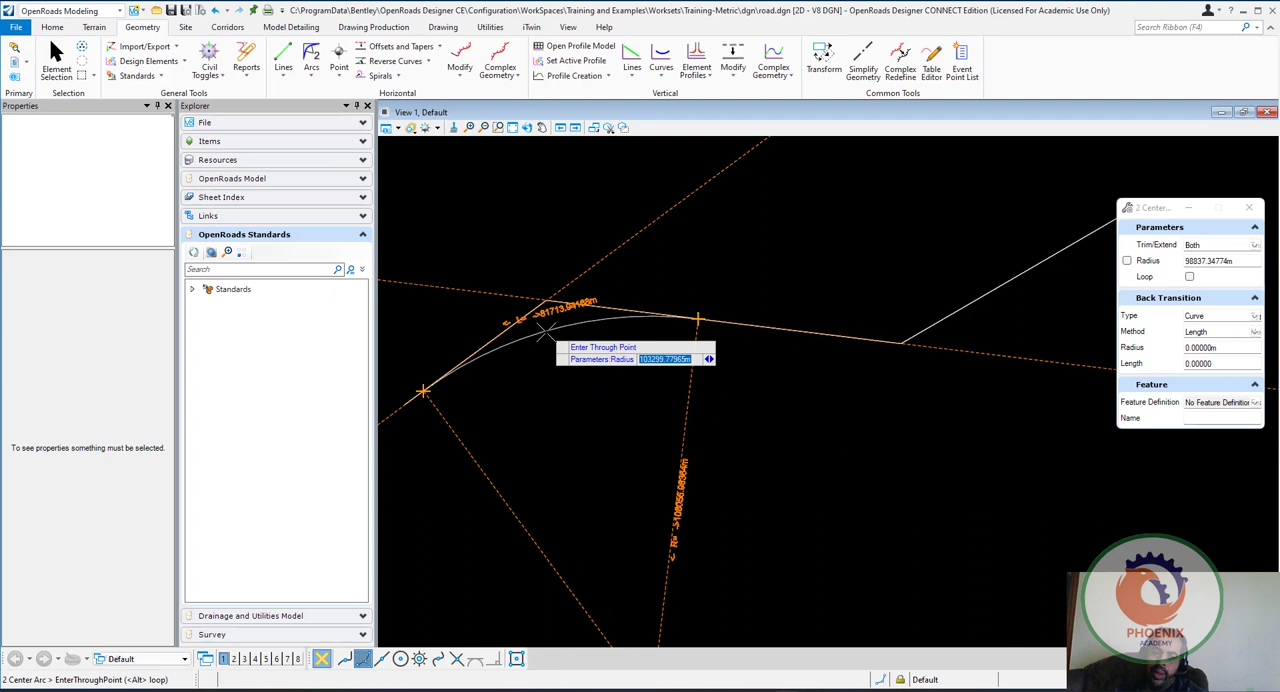 OpenRoads Modeling
C:\ProgramData\Bentley\OpenRoads Designer CE\Configuration\WorkSpaces\Training and Examples\Worksets\Training-Metric\dgn\road.dgn [2D - V8 DGN] - OpenRoads Designer CONNECT Edition (Licensed For Academic Use Only)
File Home Terrain Geometry Site Corridors Model Detailing Drawing Production Drawing Utilities iTwin View Help
Search Ribbon (F4)
Import/Export
Design Elements
Standards
Offsets and Tapers
Reverse Curves
Spirals
Open Profile Model
Set Active Profile
Profile Creation
Element Selection
Civil Toggles
Reports
Lines
Arcs
Point
Modify
Complex Geometry
Lines
Curves
Element Profiles
Modify
Complex Geometry
Transform
Simplify Geometry
Complex Redefine
Table Editor
Event Point List
Primary Selection General Tools Horizontal Vertical Common Tools
Properties
To see properties something must be selected.
Explorer
File
Items
Resources
OpenRoads Model
Sheet Index
Links
OpenRoads Standards
Search
Standards
Drainage and Utilities Model
Survey
View 1, Default
Enter Through Point
Parameters:Radius 103299.77965m
2 Center...
Parameters
Trim/Extend Both
Radius 98837.34774m
Loop
Back Transition
Type Curve
Method Length
Radius 0.00000m
Length 0.00000
Feature
Feature Definition No Feature Definition
Name
PHOENIX
ACADEMY
Default
1 2 3 4 5 6 7 8
2 Center Arc > EnterThroughPoint (<Alt> loop)
Default